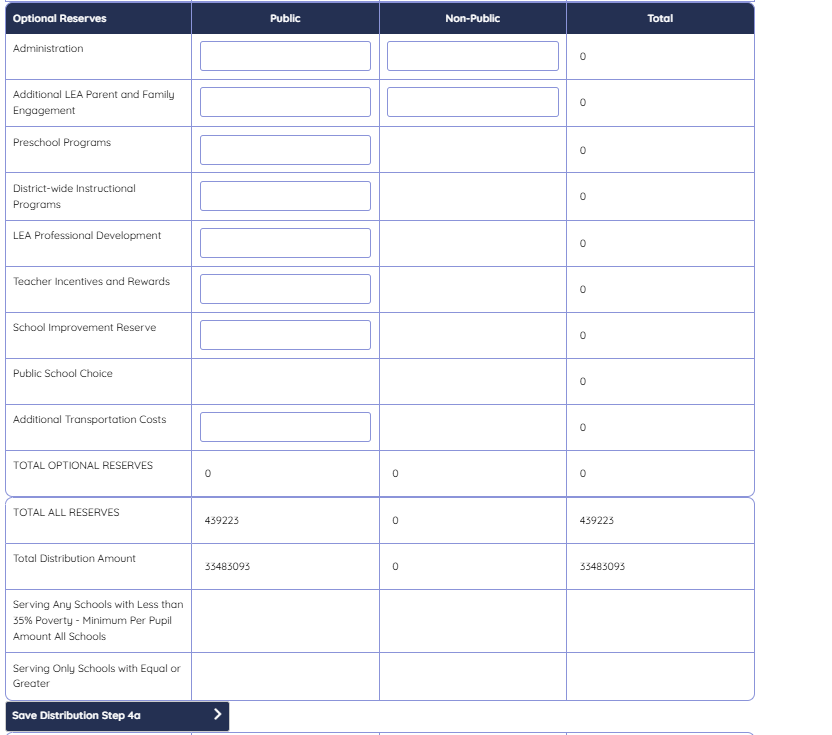 Optional Reserves Public Non-Public Total
Administration 0
Additional LEA Parent and Family
Engagement 0
Preschool Programs 0
District-wide Instructional
Programs 0
LEA Professional Development 0
Teacher Incentives and Rewards 0
School Improvement Reserve 0
Public School Choice 0
Additional Transportation Costs 0
TOTAL OPTIONAL RESERVES 0 0 0
TOTAL ALL RESERVES 439223 0 439223
Total Distribution Amount 33483093 0 33483093
Serving Any Schools with Less than
35% Poverty - Minimum Per Pupil
Amount All Schools
Serving Only Schools with Equal or
Greater
Save Distribution Step 4a